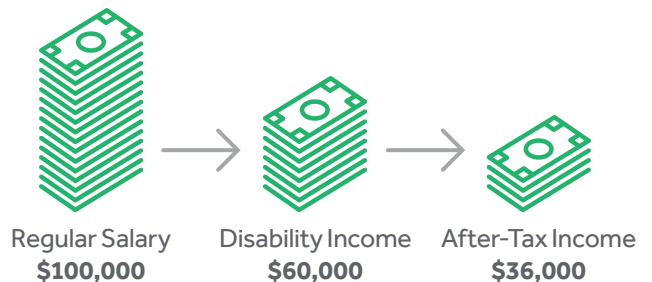 Regular Salary
$100,000
Disability Income
$60,000
After-Tax Income
$36,000